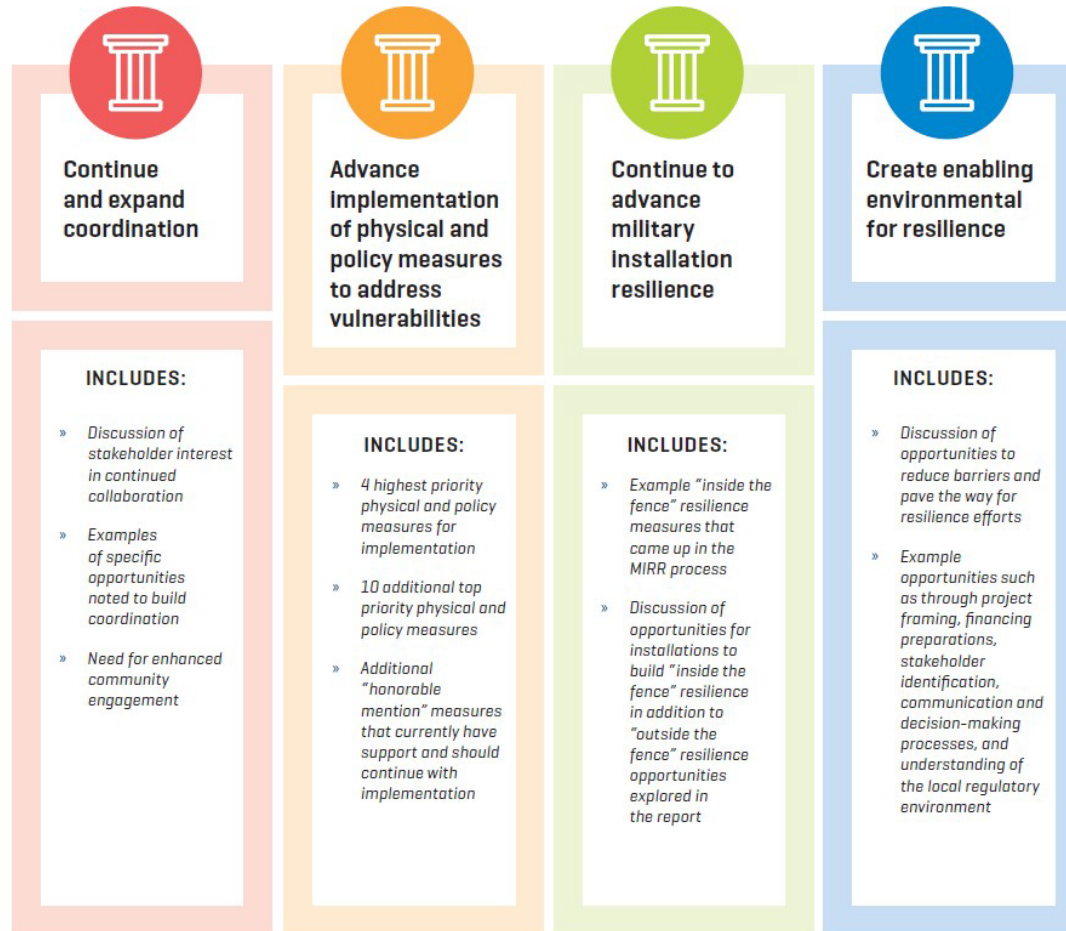 Continue
and expand
coordination
INCLUDES:
» Discussion of
stakeholder interest
in continued
collaboration
» Examples
of specific
opportunities
noted to build
coordination
» Need for enhanced
community
engagement
Advance
implementation
of physical and
policy measures
to address
vulnerabilities
INCLUDES:
» 4 highest priority
physical and policy
measures for
implementation
» 10 additional top
priority physical and
policy measures
» Additional
“honorable
mention” measures
that currently have
support and should
continue with
implementation
Continue to
advance
military
installation
resilience
INCLUDES:
» Example “inside the
fence” resilience
measures that
came up in the
MIRR process
» Discussion of
opportunities for
installations to
build “inside the
fence” resilience
in addition to
“outside the
fence” resilience
opportunities
explored in
the report
Create enabling
environmental
for resilience
INCLUDES:
» Discussion of
opportunities to
reduce barriers and
pave the way for
resilience efforts
» Example
opportunities such
as through project
framing, financing
preparations,
stakeholder
identification,
communication and
decision-making
processes, and
understanding of
the local regulatory
environment